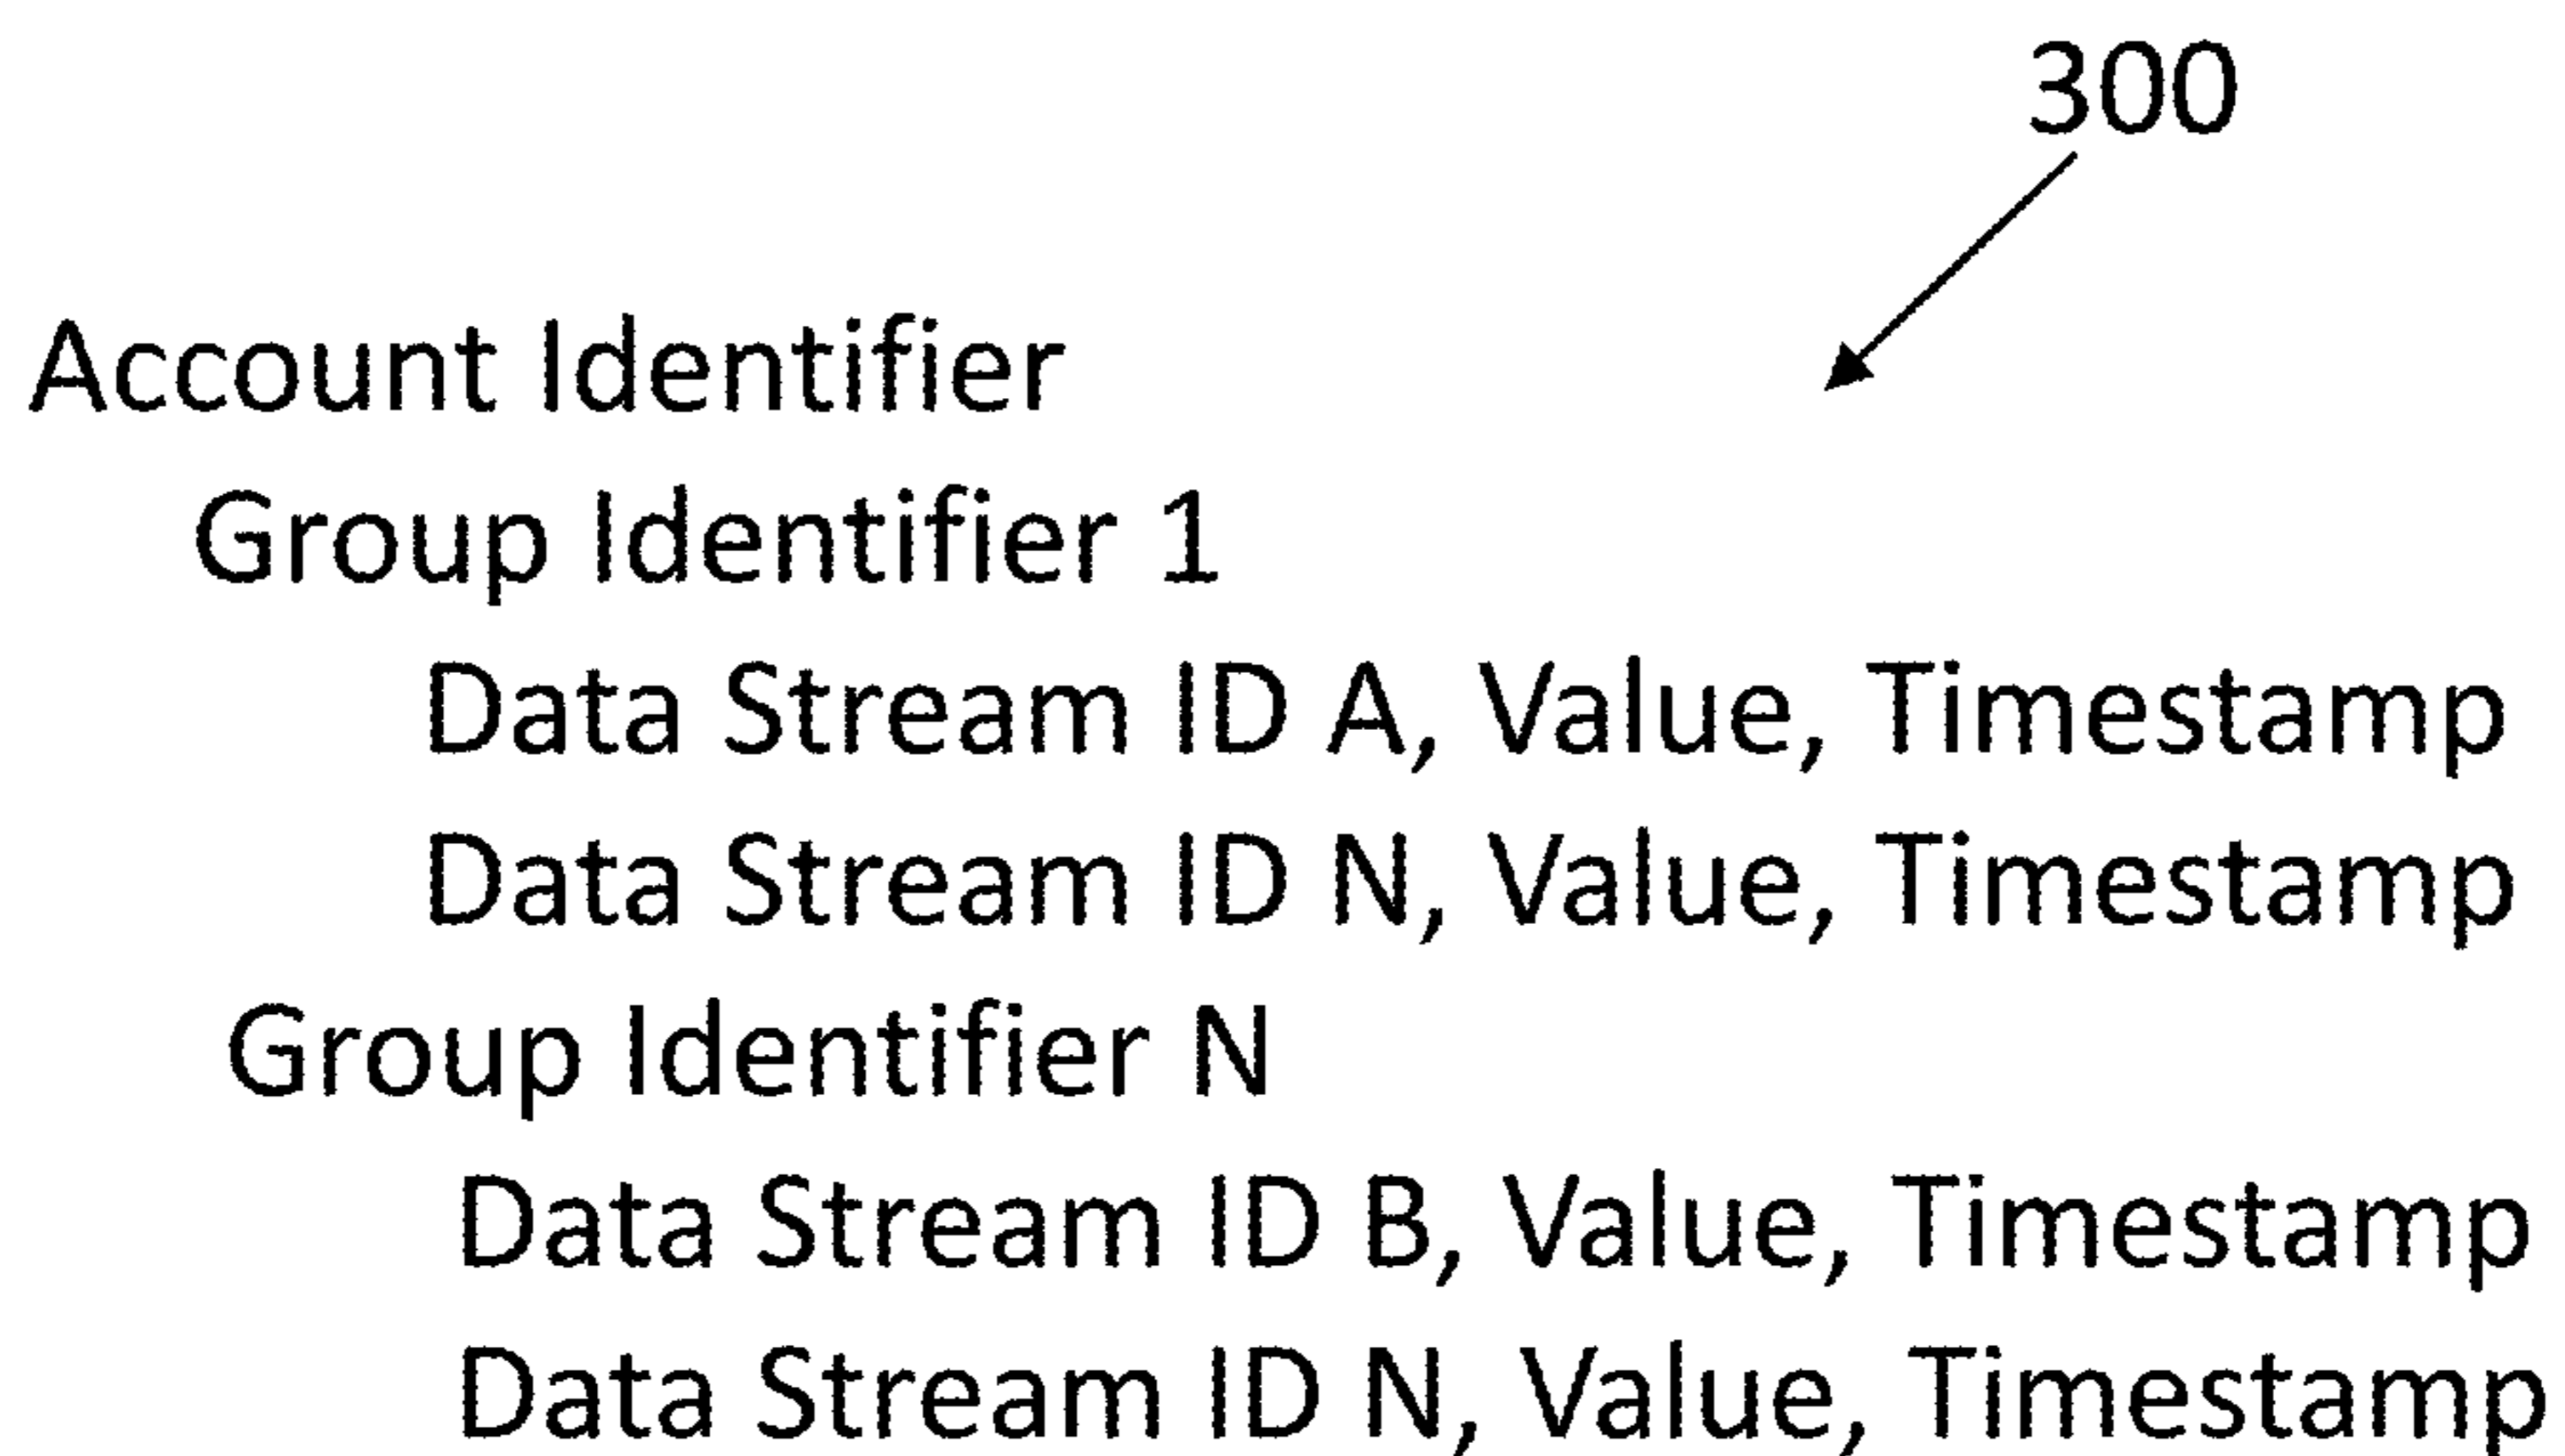 300
Account Identifier
Group Identifier 1
Data Stream ID A, Value, Timestamp
Data Stream ID N, Value, Timestamp
Group Identifier N
Data Stream ID B, Value, Timestamp
Data Stream ID N, Value, Timestamp